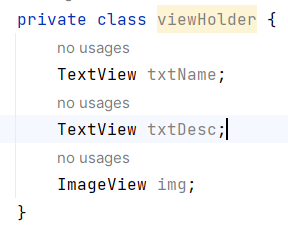 private class viewHolder {
no usages
TextView txtName;
no usages
TextView txtDesc;
no usages
ImageView img;
}